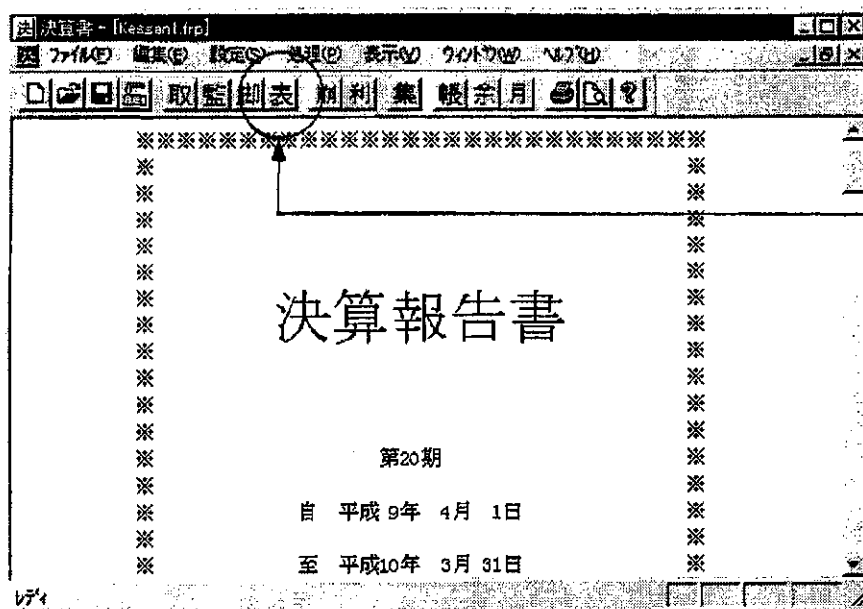 決 決算書 - [Kessan1.frp]
決 ファイル(F) 編集(E) 設定(S) 処理(P) 表示(V) ウィンドウ(W) ヘルプ(H)
取 監 脚 表 利 集 帳 余 月
※※※※※※※※※※※※※※※※※※※※※※※※※※※※
※ ※
※ ※
※ ※
※ ※
※ ※
※ 決算報告書 ※
※ ※
※ ※
※ ※
※ ※
※ ※
※ 第20期 ※
※ ※
※ 自 平成 9年 4月 1日 ※
※ ※
※ 至 平成10年 3月 31日 ※
レディ